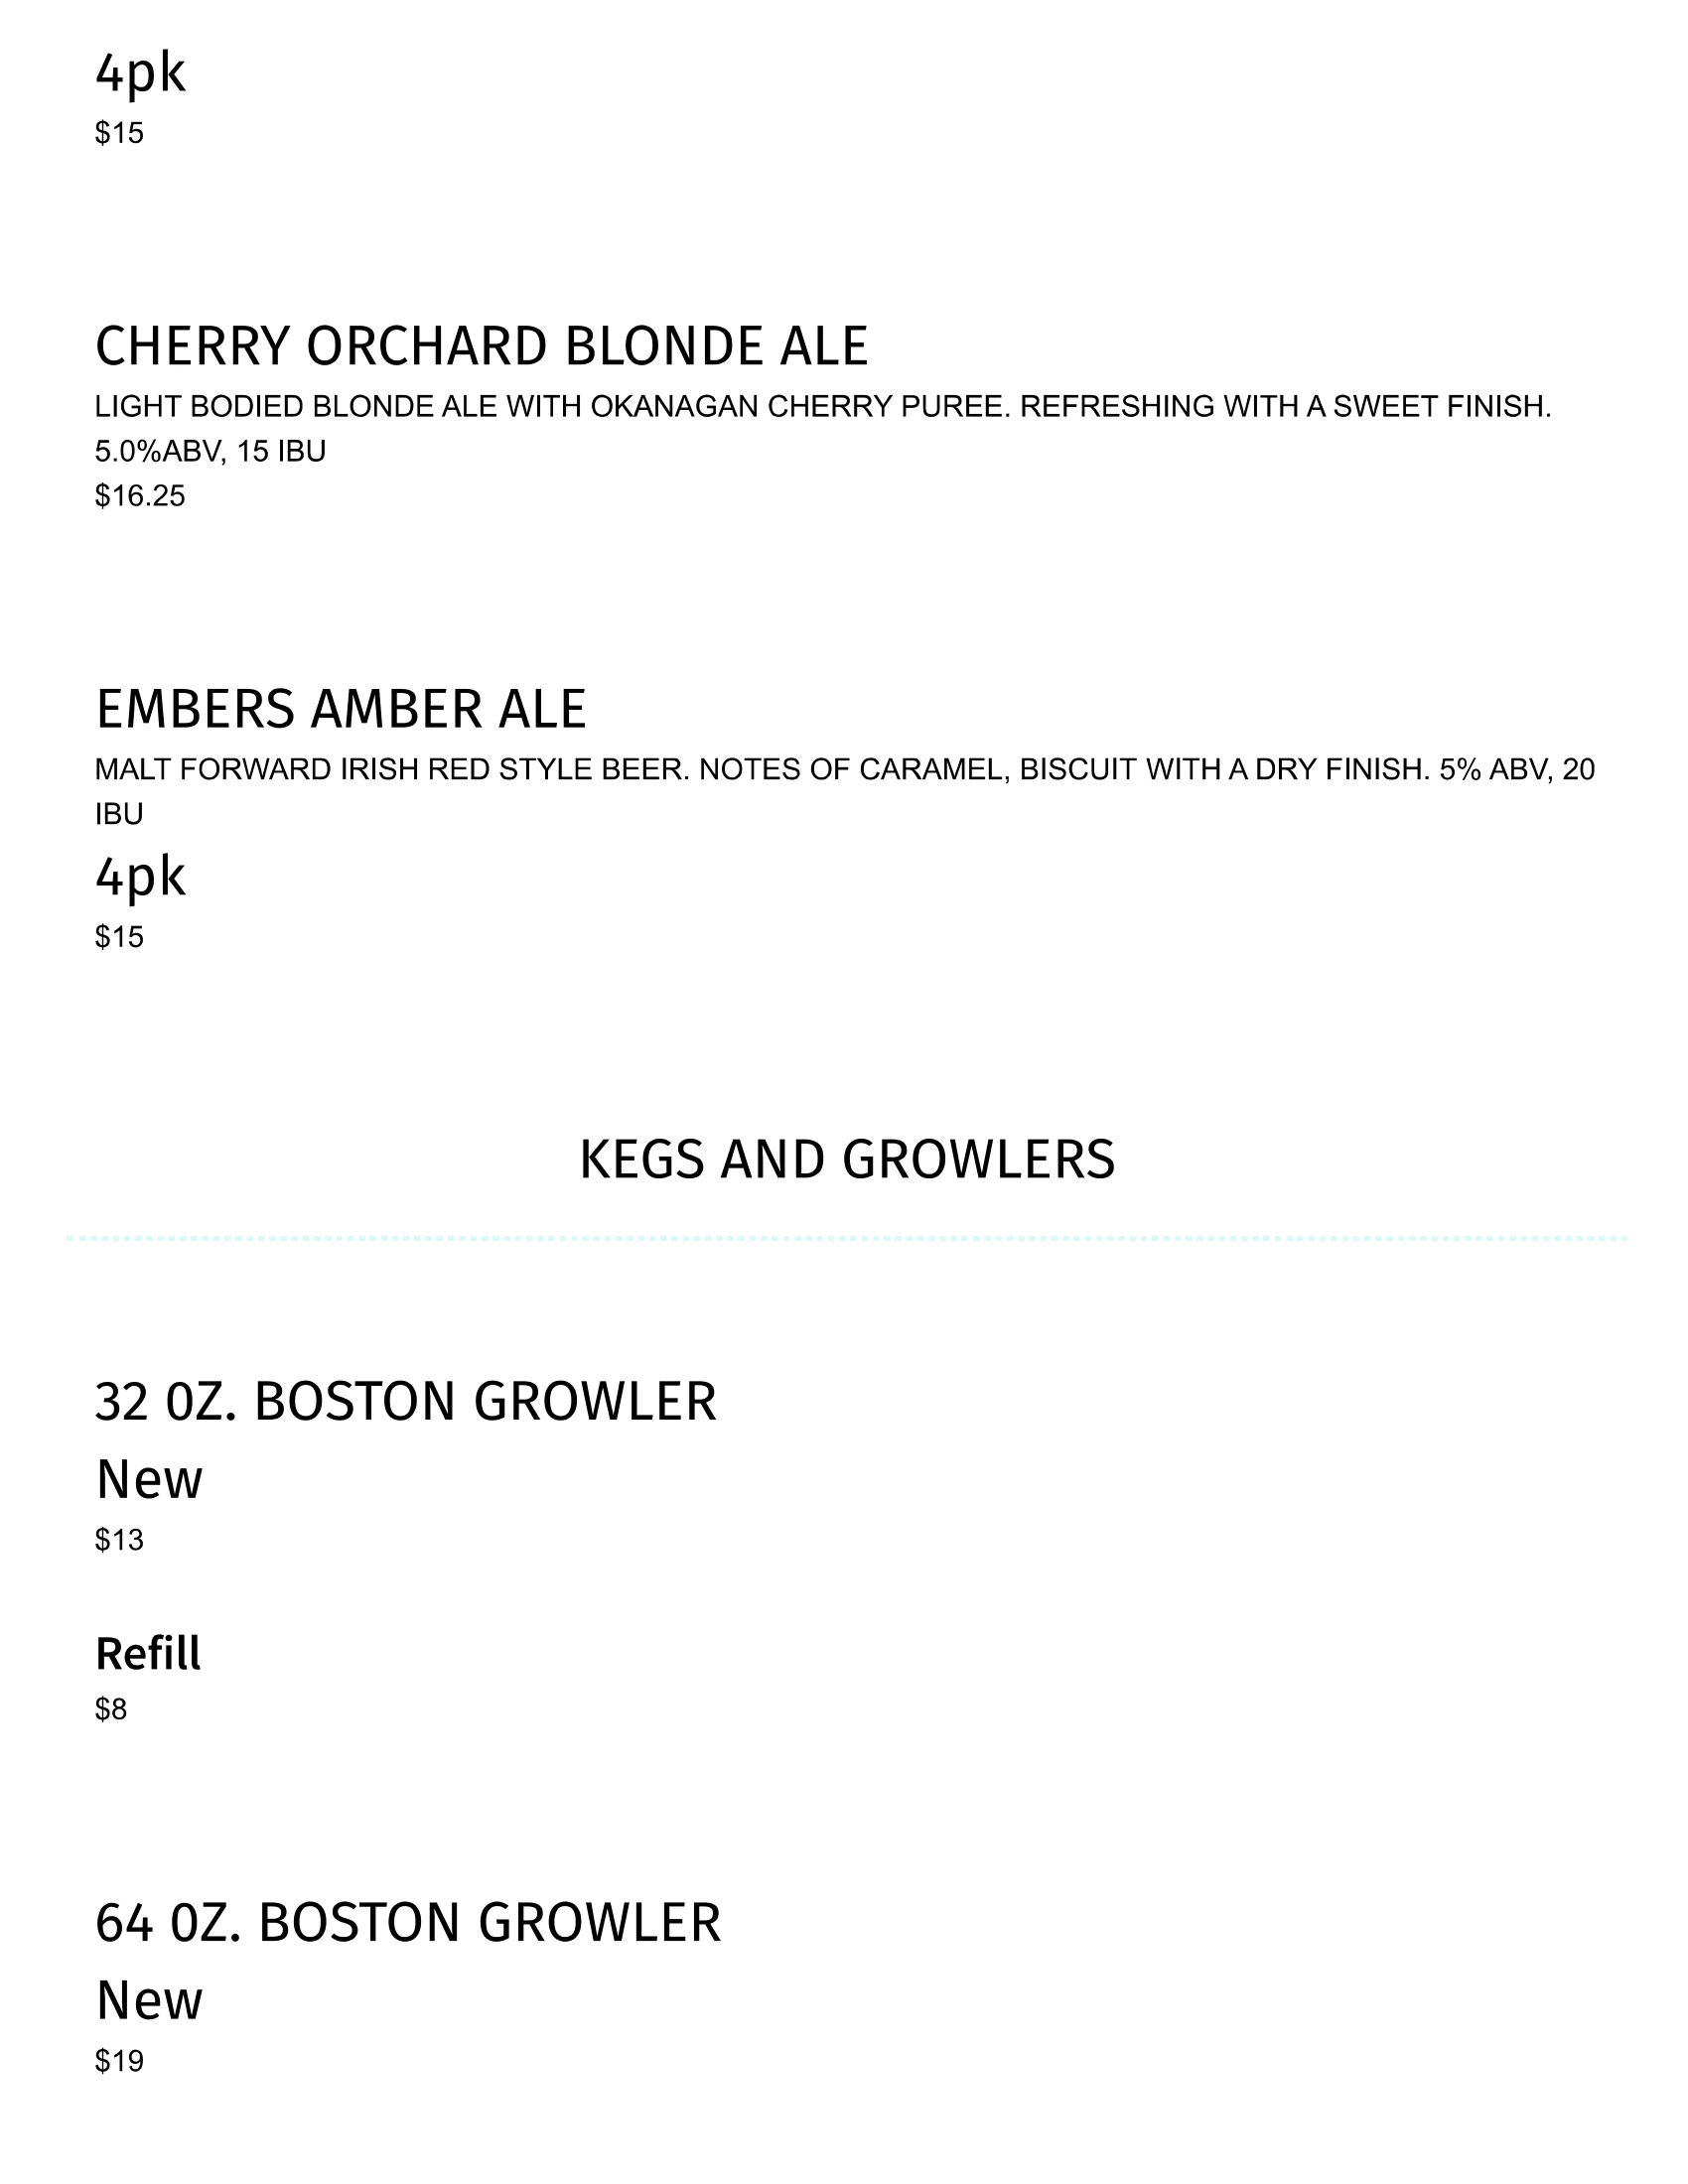 4pk
$15
CHERRY ORCHARD BLONDE ALE
LIGHT BODIED BLONDE ALE WITH OKANAGAN CHERRY PUREE. REFRESHING WITH A SWEET FINISH.
5.0%ABV, 15 IBU
$16.25
EMBERS AMBER ALE
MALT FORWARD IRISH RED STYLE BEER. NOTES OF CARAMEL, BISCUIT WITH A DRY FINISH. 5% ABV, 20
IBU
4pk
$15
KEGS AND GROWLERS
32 0Z. BOSTON GROWLER
New
$13
Refill
$8
64 0Z. BOSTON GROWLER
New
$19